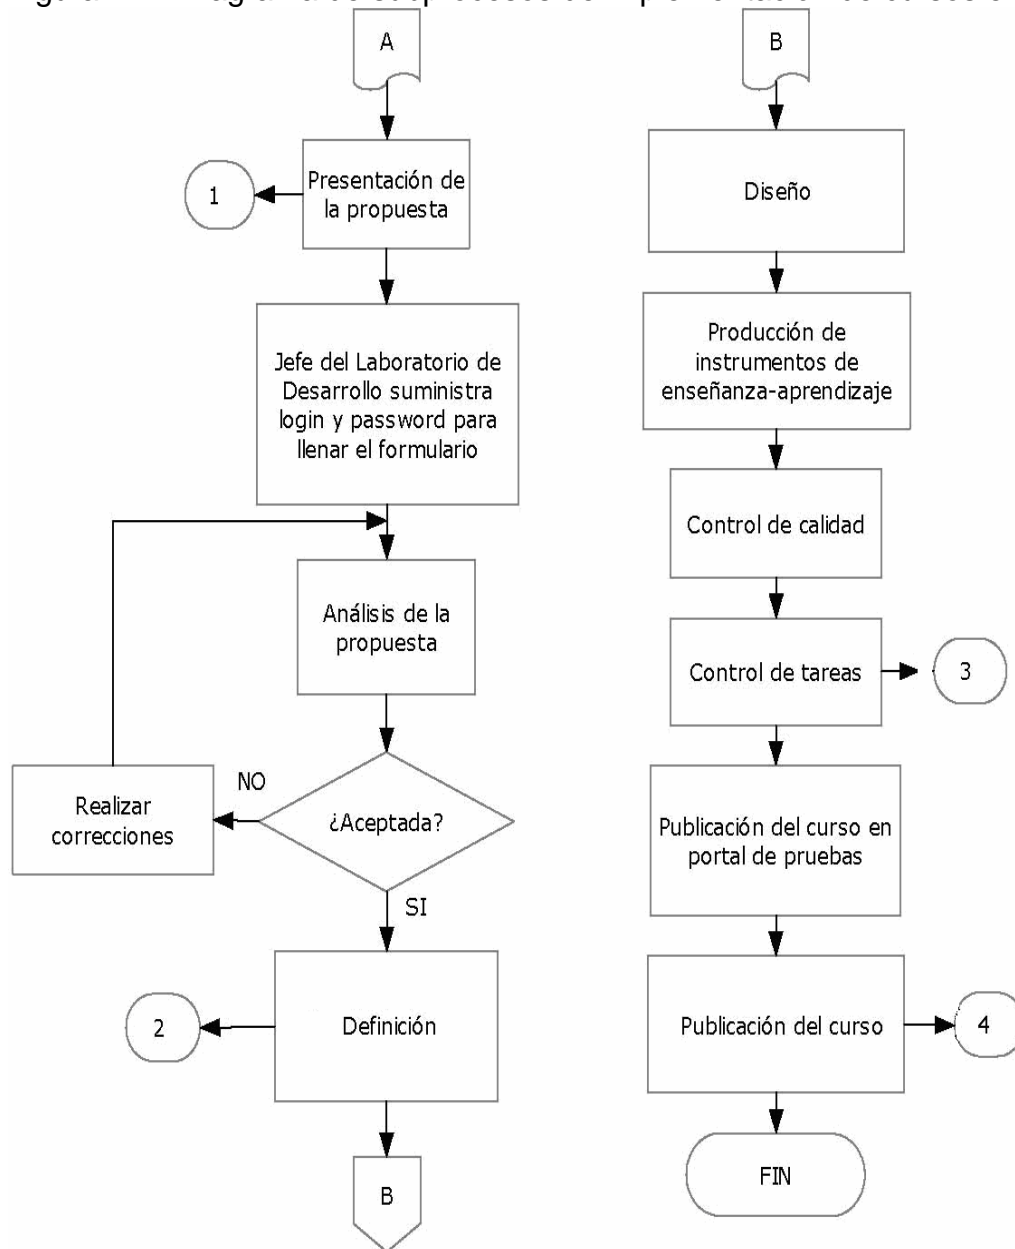 A
Presentación de
la propuesta
1
Jefe del Laboratorio de
Desarrollo suministra
login y password para
llenar el formulario
Análisis de la
propuesta
¿Aceptada?
NO
Realizar
correcciones
SI
Definición
2
B
B
Diseño
Producción de
instrumentos de
enseñanza-aprendizaje
Control de calidad
Control de tareas
3
Publicación del curso en
portal de pruebas
Publicación del curso
4
FIN